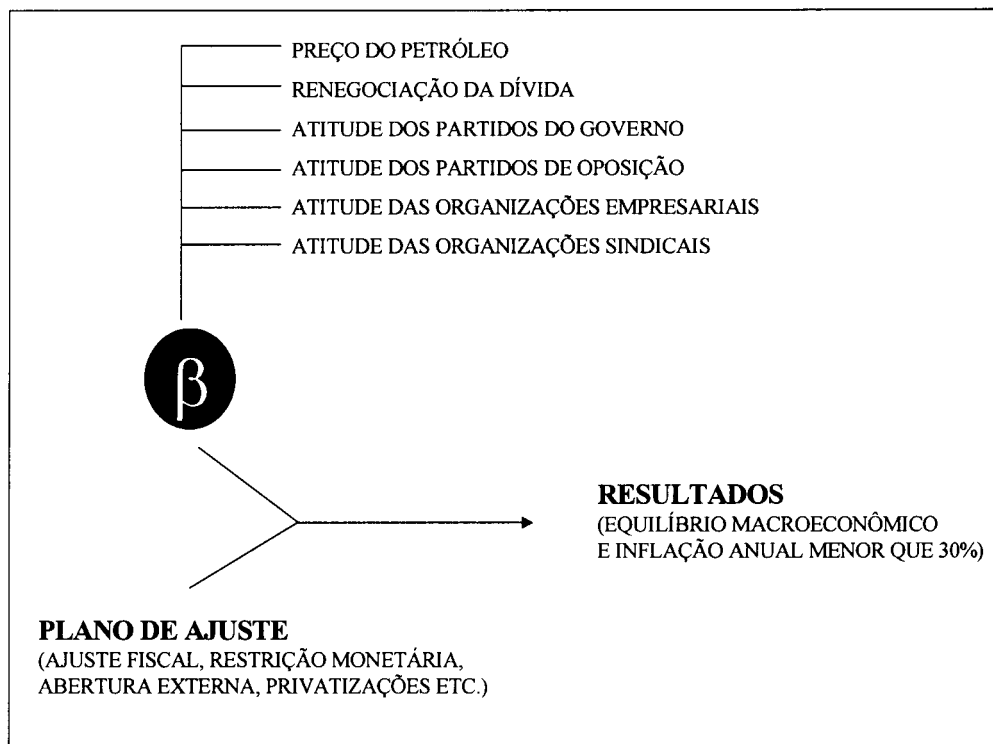 PREÇO DO PETRÓLEO
RENEGOCIAÇÃO DA DÍVIDA
ATITUDE DOS PARTIDOS DO GOVERNO
ATITUDE DOS PARTIDOS DE OPOSIÇÃO
ATITUDE DAS ORGANIZAÇÕES EMPRESARIAIS
ATITUDE DAS ORGANIZAÇÕES SINDICAIS
β
RESULTADOS
(EQUILÍBRIO MACROECONÔMICO
E INFLAÇÃO ANUAL MENOR QUE 30%)
PLANO DE AJUSTE
(AJUSTE FISCAL, RESTRIÇÃO MONETÁRIA,
ABERTURA EXTERNA, PRIVATIZAÇÕES ETC.)